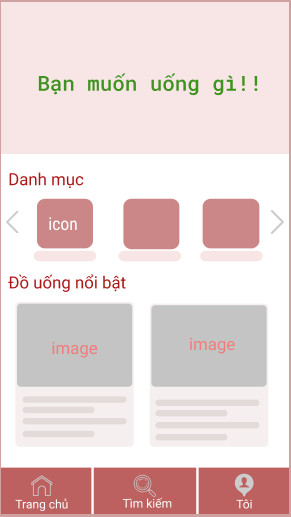 Bạn muốn uống gì!!
Danh mục
icon
Đồ uống nổi bật
image
image
Trang chủ
Tìm kiếm
Tôi